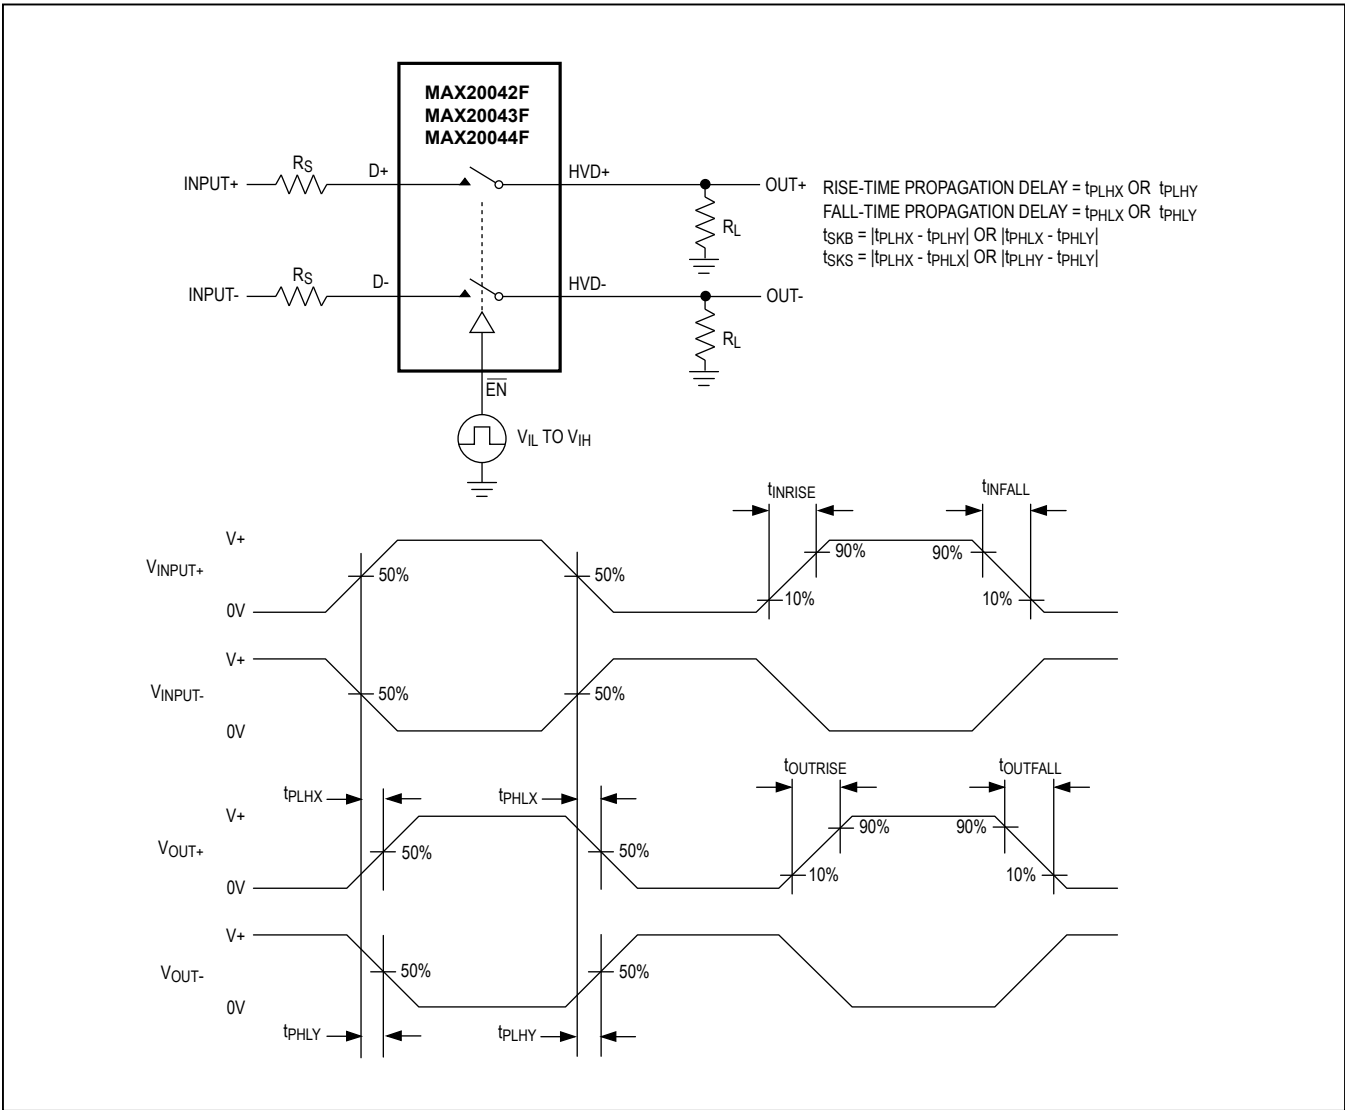 MAX20042F
MAX20043F
MAX20044F
RS
D+
HVD+
INPUT+
OUT+
RL
RISE-TIME PROPAGATION DELAY = tPLHX OR tPLHY
FALL-TIME PROPAGATION DELAY = tPHLX OR tPHLY
tSKB = |tPLHX - tPLHY| OR |tPHLX - tPHLY|
tSKS = |tPLHX - tPHLX| OR |tPLHY - tPHLY|
RS
D-
HVD-
INPUT-
OUT-
RL
EN
VIL TO VIH
tINRISE
tINFALL
V+
VINPUT+
0V
50%
50%
90%
90%
10%
10%
V+
VINPUT-
0V
50%
50%
tOUTRISE
tOUTFALL
tPLHX
tPHLX
V+
VOUT+
0V
50%
50%
90%
90%
10%
10%
V+
VOUT-
0V
50%
50%
tPHLY
tPLHY